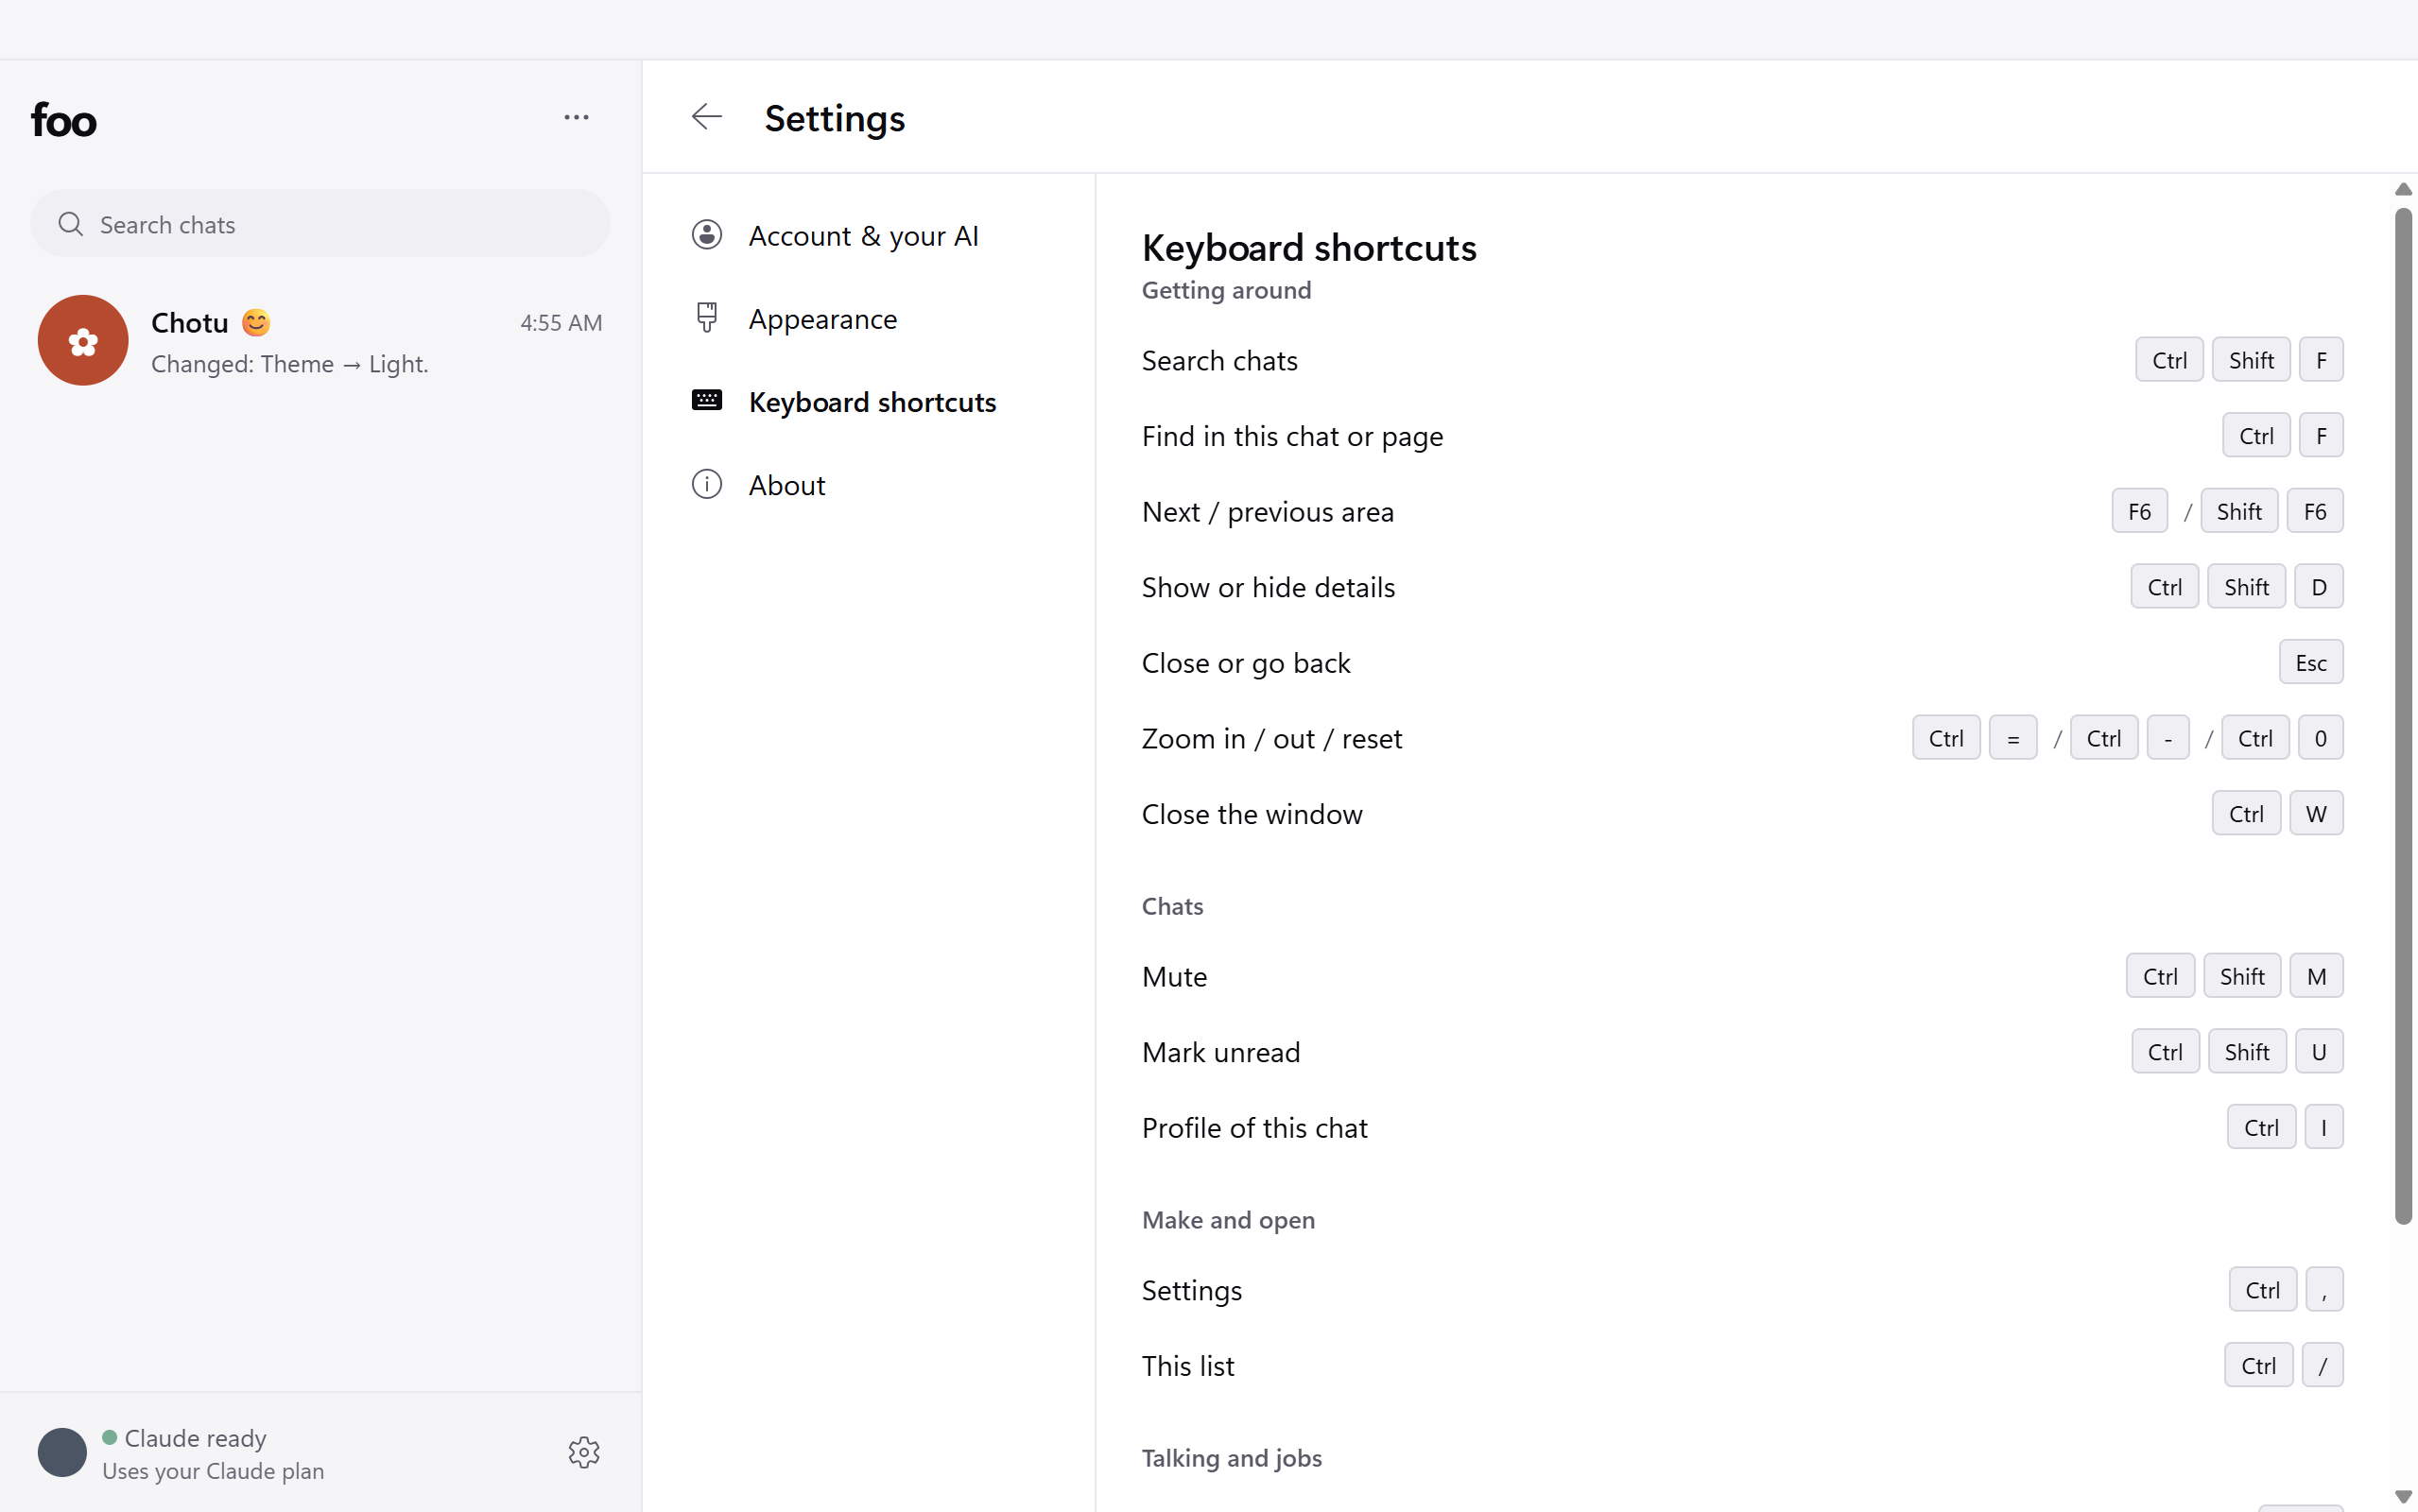 foo
Search chats
Chotu 😊
4:55 AM
Changed: Theme → Light.
Claude ready
Uses your Claude plan
Settings
Account & your AI
Appearance
Keyboard shortcuts
About
Keyboard shortcuts
Getting around
Search chats Ctrl Shift F
Find in this chat or page Ctrl F
Next / previous area F6 / Shift F6
Show or hide details Ctrl Shift D
Close or go back Esc
Zoom in / out / reset Ctrl = / Ctrl - / Ctrl 0
Close the window Ctrl W
Chats
Mute Ctrl Shift M
Mark unread Ctrl Shift U
Profile of this chat Ctrl I
Make and open
Settings Ctrl ,
This list Ctrl /
Talking and jobs